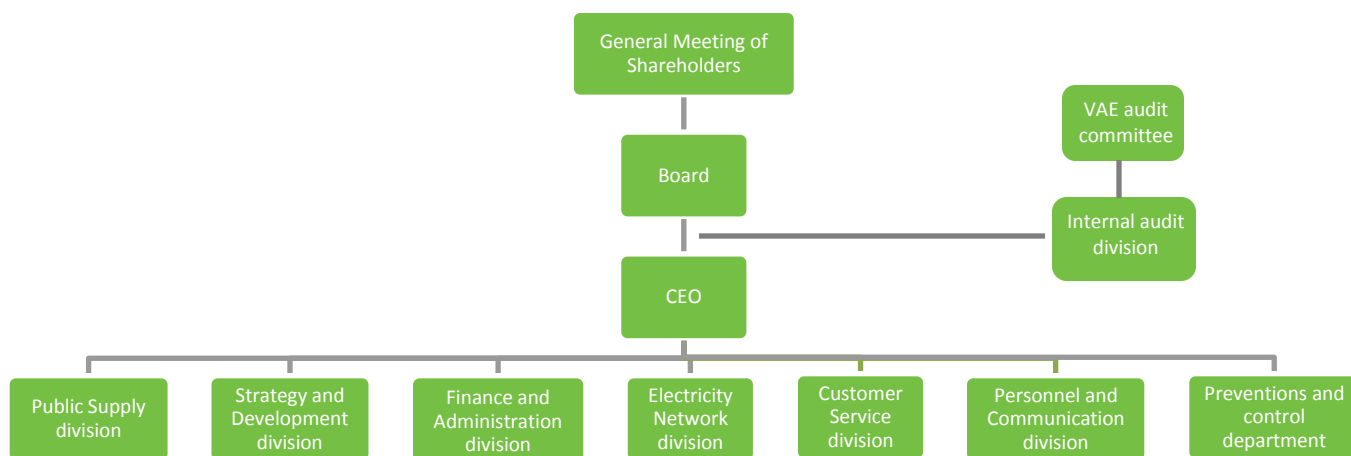 General Meeting of
Shareholders
VAE audit
committee
Board
Internal audit
division
CEO
Public Supply
division
Strategy and
Development
division
Finance and
Administration
division
Electricity
Network
division
Customer
Service
division
Personnel and
Communication
division
Preventions and
control
department